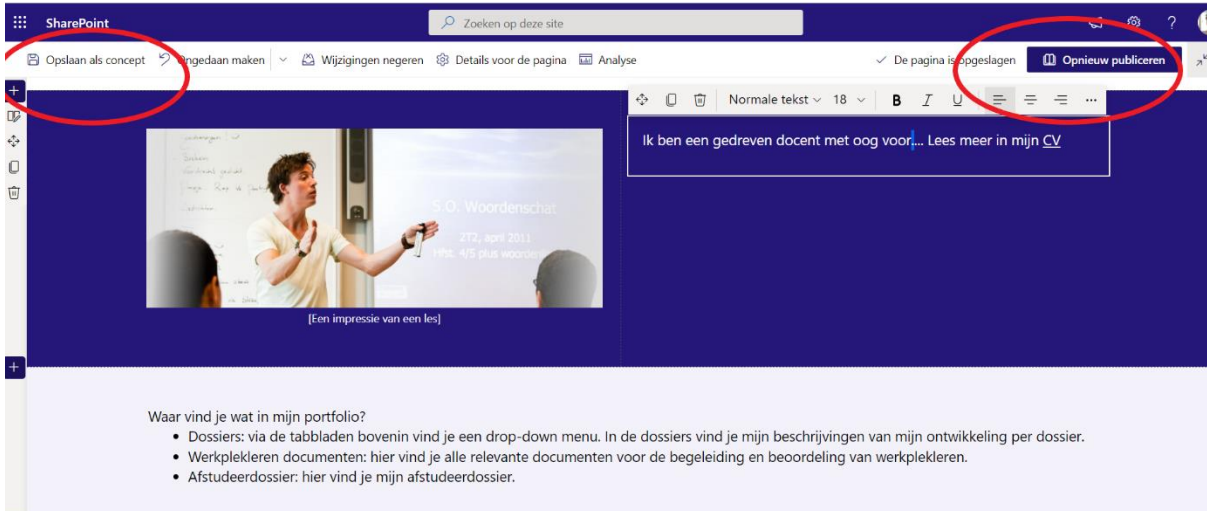 SharePoint
Zoeken op deze site
?
Opslaan als concept
Ongedaan maken
Wijzigingen negeren
Details voor de pagina
Analyse
De pagina is opgeslagen
Opnieuw publiceren
Normale tekst
18
B
I
U
...
Ik ben een gedreven docent met oog voor.... Lees meer in mijn CV
S.O. Woordenschat
2T2, april 2011
Hfst. 4/5 plus woorden
[Een impressie van een les]
Waar vind je wat in mijn portfolio?
• Dossiers: via de tabbladen bovenin vind je een drop-down menu. In de dossiers vind je mijn beschrijvingen van mijn ontwikkeling per dossier.
• Werkplekleren documenten: hier vind je alle relevante documenten voor de begeleiding en beoordeling van werkplekleren.
• Afstudeerdossier: hier vind je mijn afstudeerdossier.